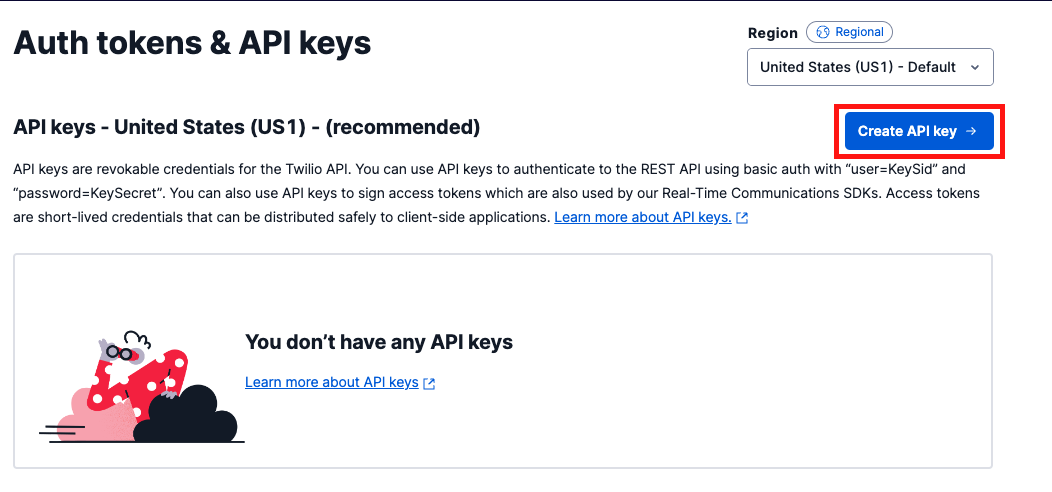 Auth tokens & API keys
Region Regional
United States (US1) - Default
API keys - United States (US1) - (recommended)
Create API key →
API keys are revokable credentials for the Twilio API. You can use API keys to authenticate to the REST API using basic auth with “user=KeySid” and
“password=KeySecret”. You can also use API keys to sign access tokens which are also used by our Real-Time Communications SDKs. Access tokens
are short-lived credentials that can be distributed safely to client-side applications. Learn more about API keys.
You don’t have any API keys
Learn more about API keys